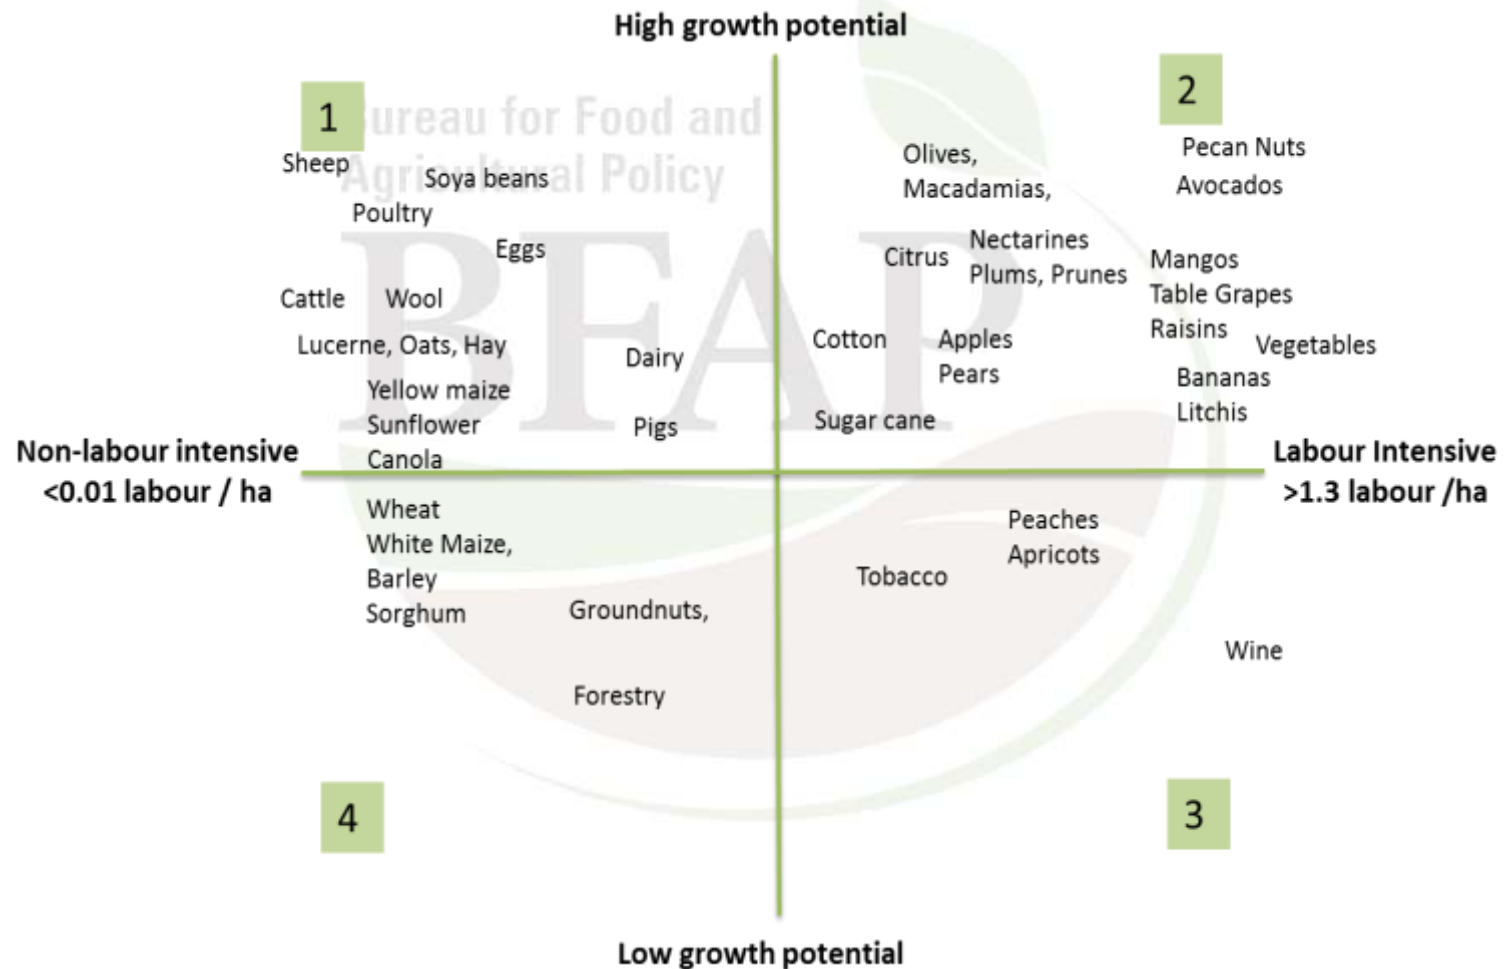 High growth potential
1
2
Bureau for Food and
Agricultural Policy
BFAP
Sheep
Soya beans
Poultry
Eggs
Cattle
Wool
Lucerne, Oats, Hay
Dairy
Yellow maize
Sunflower
Canola
Pigs
Olives,
Macadamias,
Pecan Nuts
Avocados
Citrus
Nectarines
Plums, Prunes
Mangos
Table Grapes
Raisins
Vegetables
Cotton
Apples
Pears
Bananas
Litchis
Sugar cane
Non-labour intensive
<0.01 labour / ha
Labour Intensive
>1.3 labour /ha
Wheat
White Maize,
Barley
Sorghum
Groundnuts,
Forestry
Peaches
Apricots
Tobacco
Wine
4
3
Low growth potential